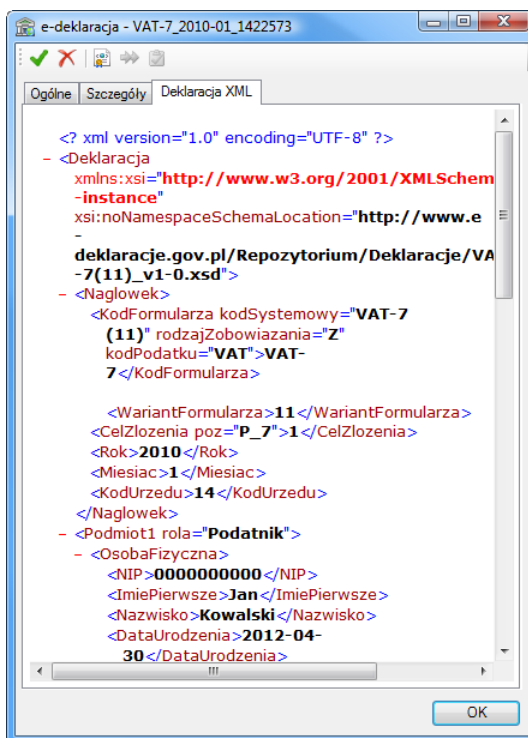 e-deklaracja - VAT-7_2010-01_1422573
Ogólne Szczegóły Deklaracja XML
<? xml version="1.0" encoding="UTF-8" ?>
- <Deklaracja
xmlns:xsi="http://www.w3.org/2001/XMLSchem
-instance"
xsi:noNamespaceSchemaLocation="http://www.e
-
deklaracje.gov.pl/Repozytorium/Deklaracje/VA
-7(11)_v1-0.xsd">
- <Naglowek>
<KodFormularza kodSystemowy="VAT-7
(11)" rodzajZobowiazania="Z"
kodPodatku="VAT">VAT-
7</KodFormularza>
<WariantFormularza>11</WariantFormularza>
<CelZlozenia poz="P_7">1</CelZlozenia>
<Rok>2010</Rok>
<Miesiac>1</Miesiac>
<KodUrzedu>14</KodUrzedu>
</Naglowek>
- <Podmiot1 rola="Podatnik">
- <OsobaFizyczna>
<NIP>0000000000</NIP>
<ImiePierwsze>Jan</ImiePierwsze>
<Nazwisko>Kowalski</Nazwisko>
<DataUrodzenia>2012-04-
30</DataUrodzenia>
OK